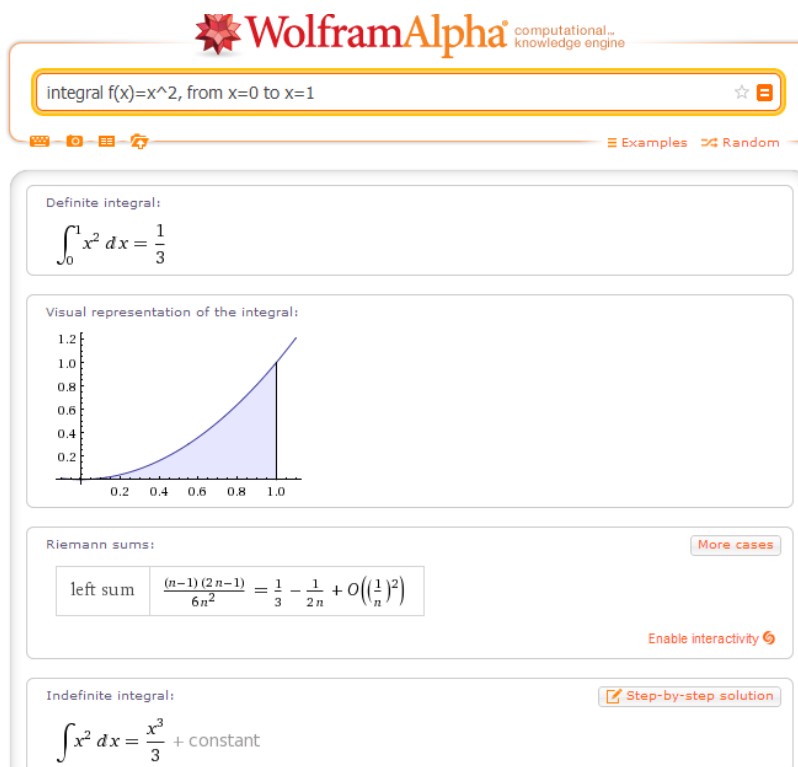 WolframAlpha computational... knowledge engine
integral f(x)=x^2, from x=0 to x=1
Examples Random
Definite integral:
∫₀¹ x² dx = 1/3
Visual representation of the integral:
1.2
1.0
0.8
0.6
0.4
0.2
0.2 0.4 0.6 0.8 1.0
Riemann sums: More cases
left sum (n−1)(2n−1)/6n² = 1/3 − 1/2n + O((1/n)²)
Enable interactivity
Indefinite integral: Step-by-step solution
∫ x² dx = x³/3 + constant